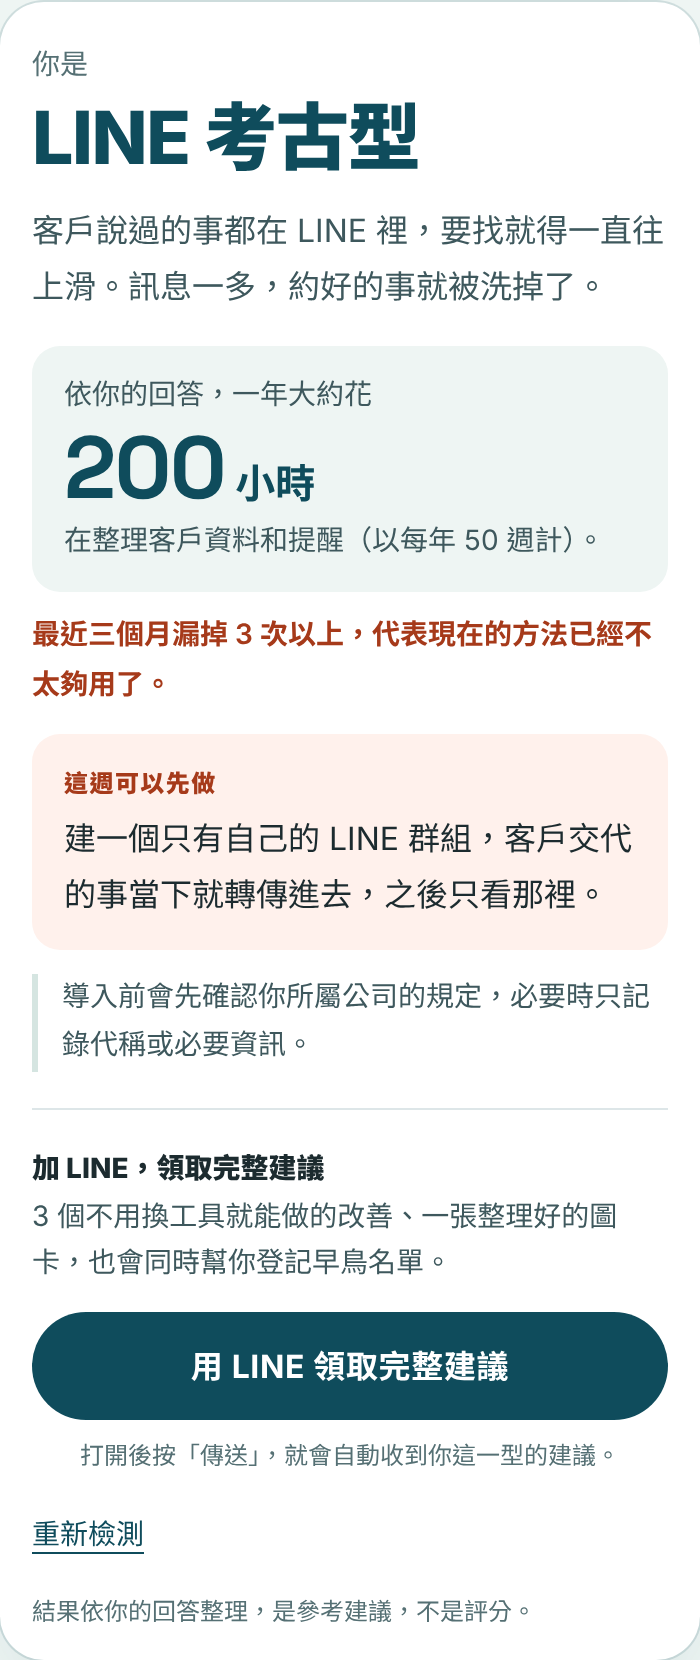 你是
LINE 考古型
客戶說過的事都在 LINE 裡，要找就得一直往
上滑。訊息一多，約好的事就被洗掉了。
依你的回答，一年大約花
200 小時
在整理客戶資料和提醒（以每年 50 週計）。
最近三個月漏掉 3 次以上，代表現在的方法已經不
太夠用了。
這週可以先做
建一個只有自己的 LINE 群組，客戶交代
的事當下就轉傳進去，之後只看那裡。
導入前會先確認你所屬公司的規定，必要時只記
錄代稱或必要資訊。
加 LINE，領取完整建議
3 個不用換工具就能做的改善、一張整理好的圖
卡，也會同時幫你登記早鳥名單。
用 LINE 領取完整建議
打開後按「傳送」，就會自動收到你這一型的建議。
重新檢測
結果依你的回答整理，是參考建議，不是評分。